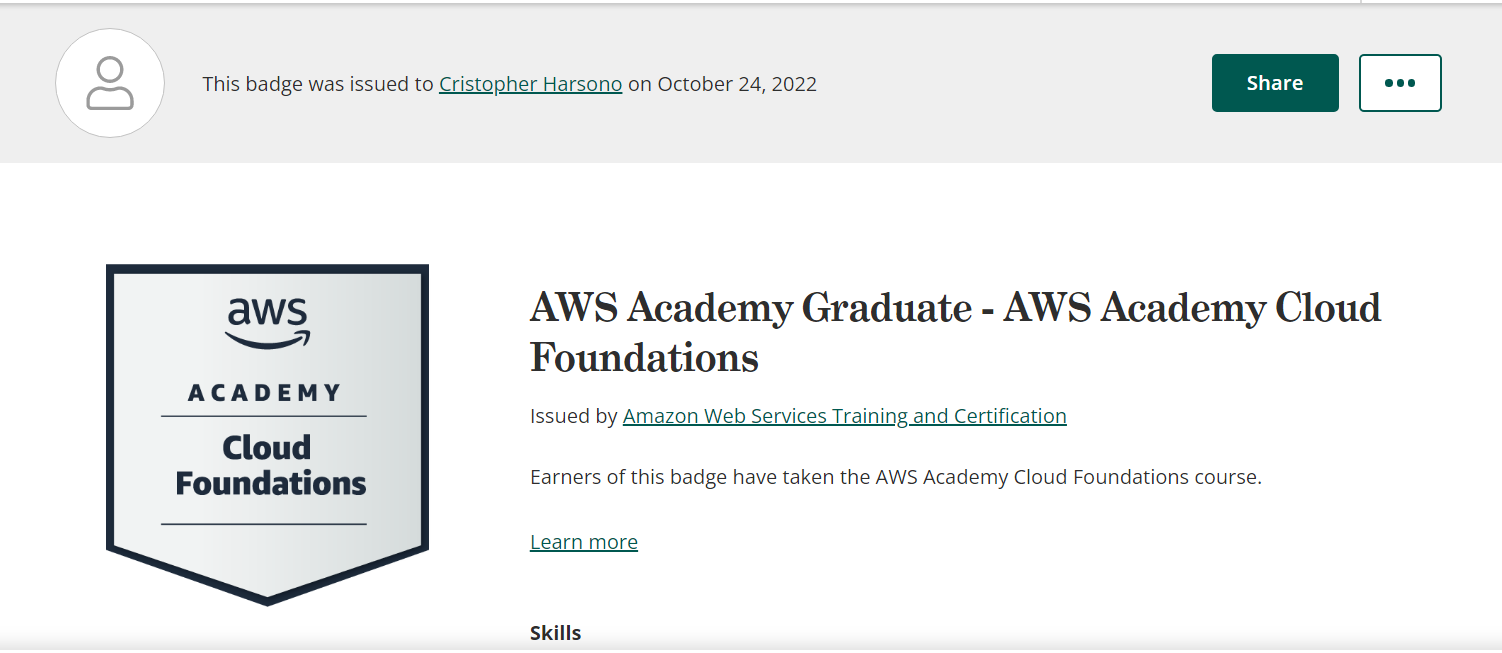 This badge was issued to Cristopher Harsono on October 24, 2022
Share
aws
ACADEMY
Cloud
Foundations
AWS Academy Graduate - AWS Academy Cloud
Foundations
Issued by Amazon Web Services Training and Certification
Earners of this badge have taken the AWS Academy Cloud Foundations course.
Learn more
Skills